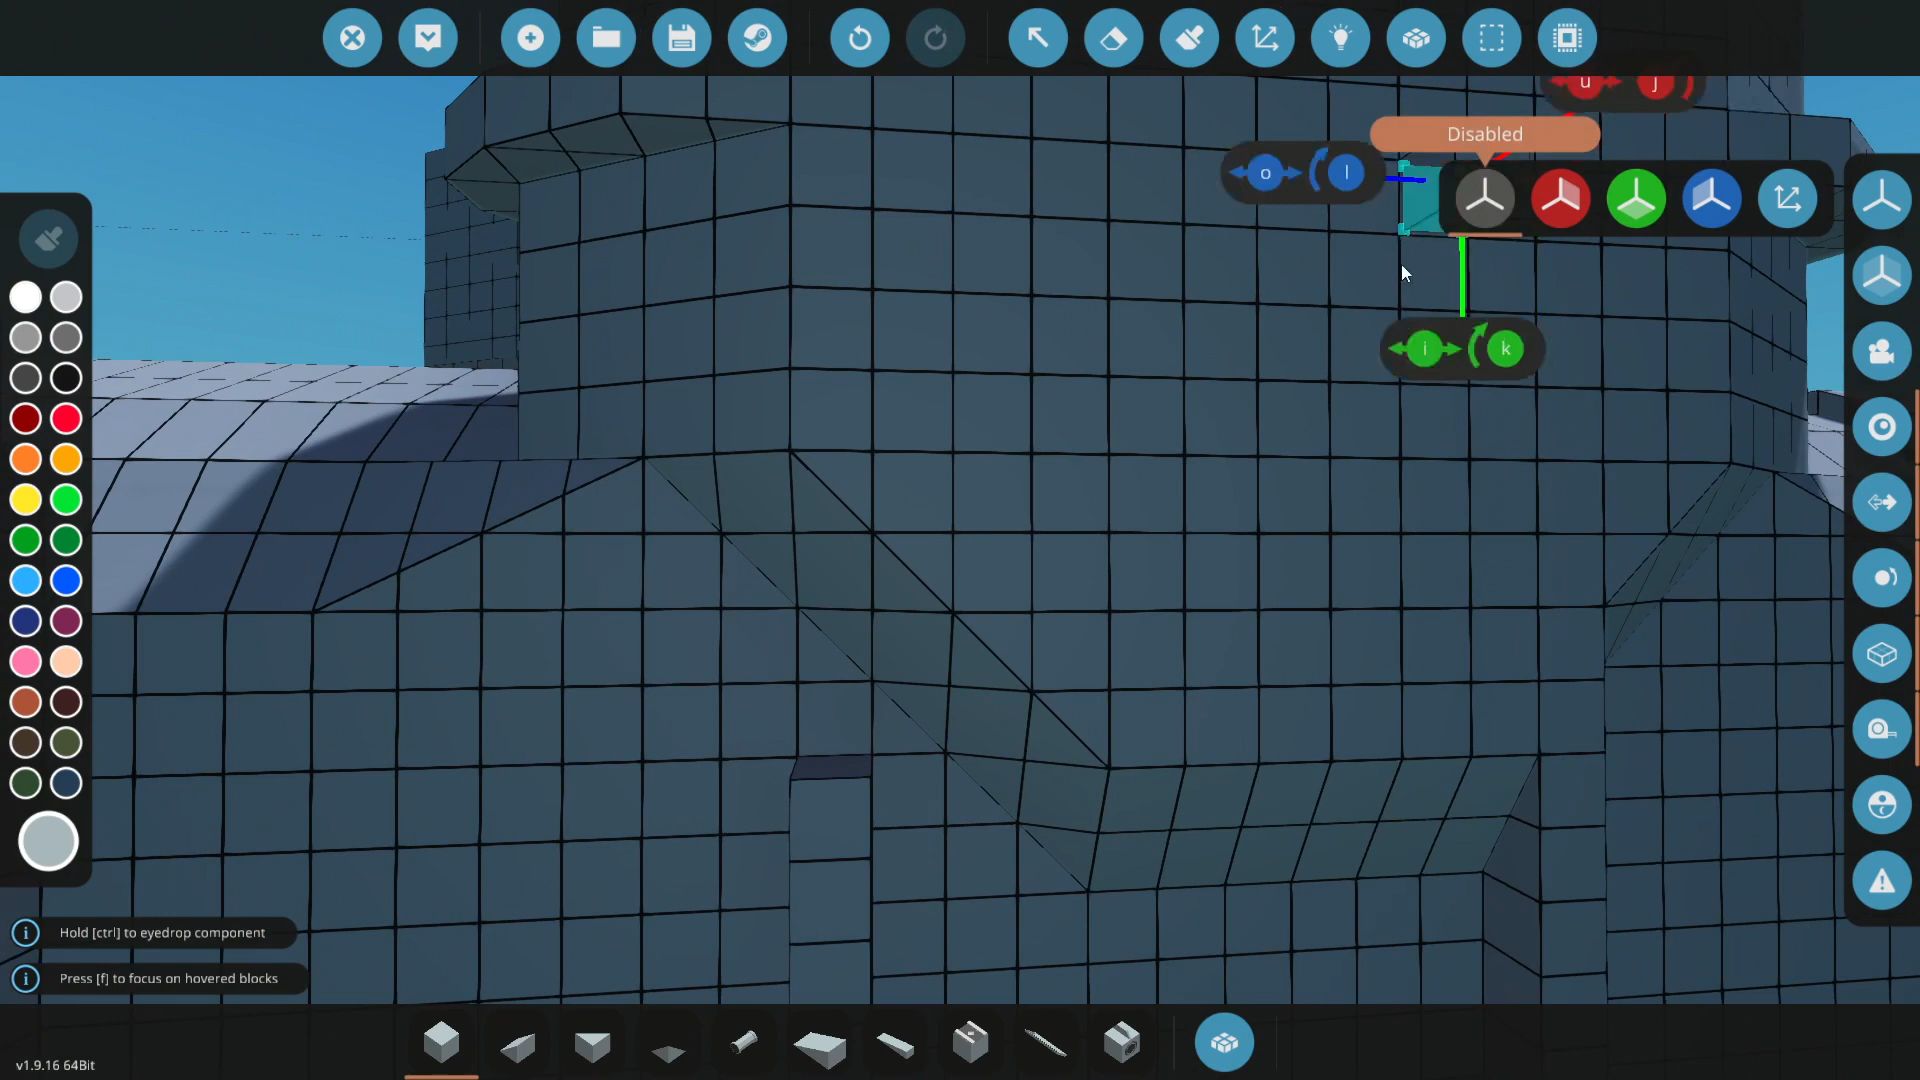 u
j
Disabled
o
l
i
k
Hold [ctrl] to eyedrop component
Press [f] to focus on hovered blocks
v1.9.16 64Bit